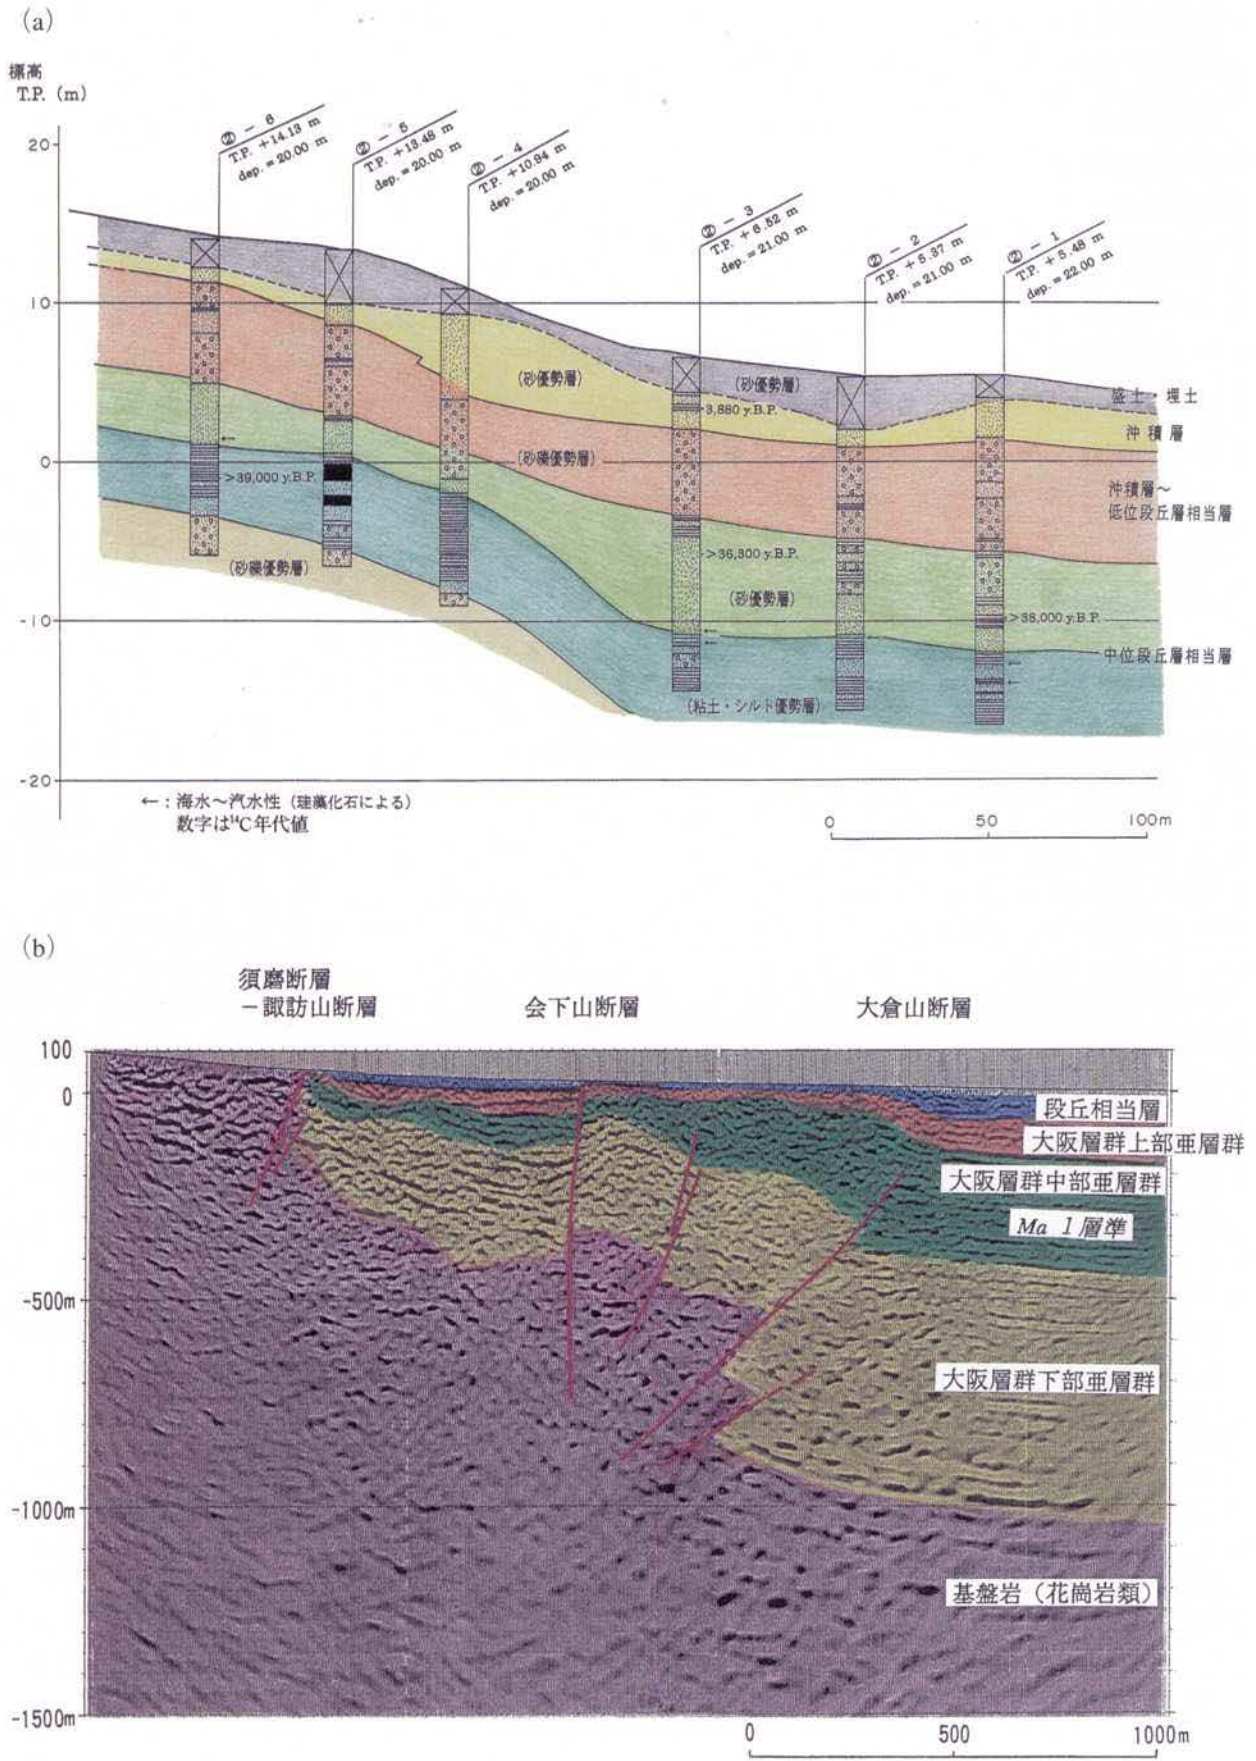 (a)
標高
T.P. (m)
②-6
T.P. +14.13 m
dep. = 20.00 m
②-5
T.P. +13.48 m
dep. = 20.00 m
②-4
T.P. +10.94 m
dep. = 20.00 m
②-3
T.P. +6.52 m
dep. = 21.00 m
②-2
T.P. +5.37 m
dep. = 21.00 m
②-1
T.P. +5.48 m
dep. = 22.00 m
20
10
0
-10
-20
(砂優勢層)
(砂優勢層)
3,880 y.B.P.
盛土・埋土
沖積層
(砂礫優勢層)
>39,000 y.B.P.
沖積層〜
低位段丘層相当層
>36,300 y.B.P.
(砂礫優勢層)
(砂優勢層)
>38,000 y.B.P.
中位段丘層相当層
(粘土・シルト優勢層)
←:海水〜汽水性(珪藻化石による)
数字は¹⁴C年代値
0 50 100m
(b)
須磨断層
−諏訪山断層
会下山断層
大倉山断層
100
0
-500m
-1000m
-1500m
段丘相当層
大阪層群上部亜層群
大阪層群中部亜層群
Ma 1層準
大阪層群下部亜層群
基盤岩(花崗岩類)
0 500 1000m